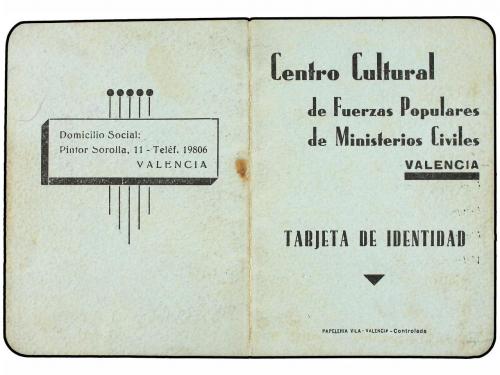 Domicilio Social:
Pintor Sorolla, 11 - Teléf. 19806
VALENCIA
Centro Cultural
de Fuerzas Populares
de Ministerios Civiles
VALENCIA
TARJETA DE IDENTIDAD
PAPELERIA VILA - VALENCIA - Controlada